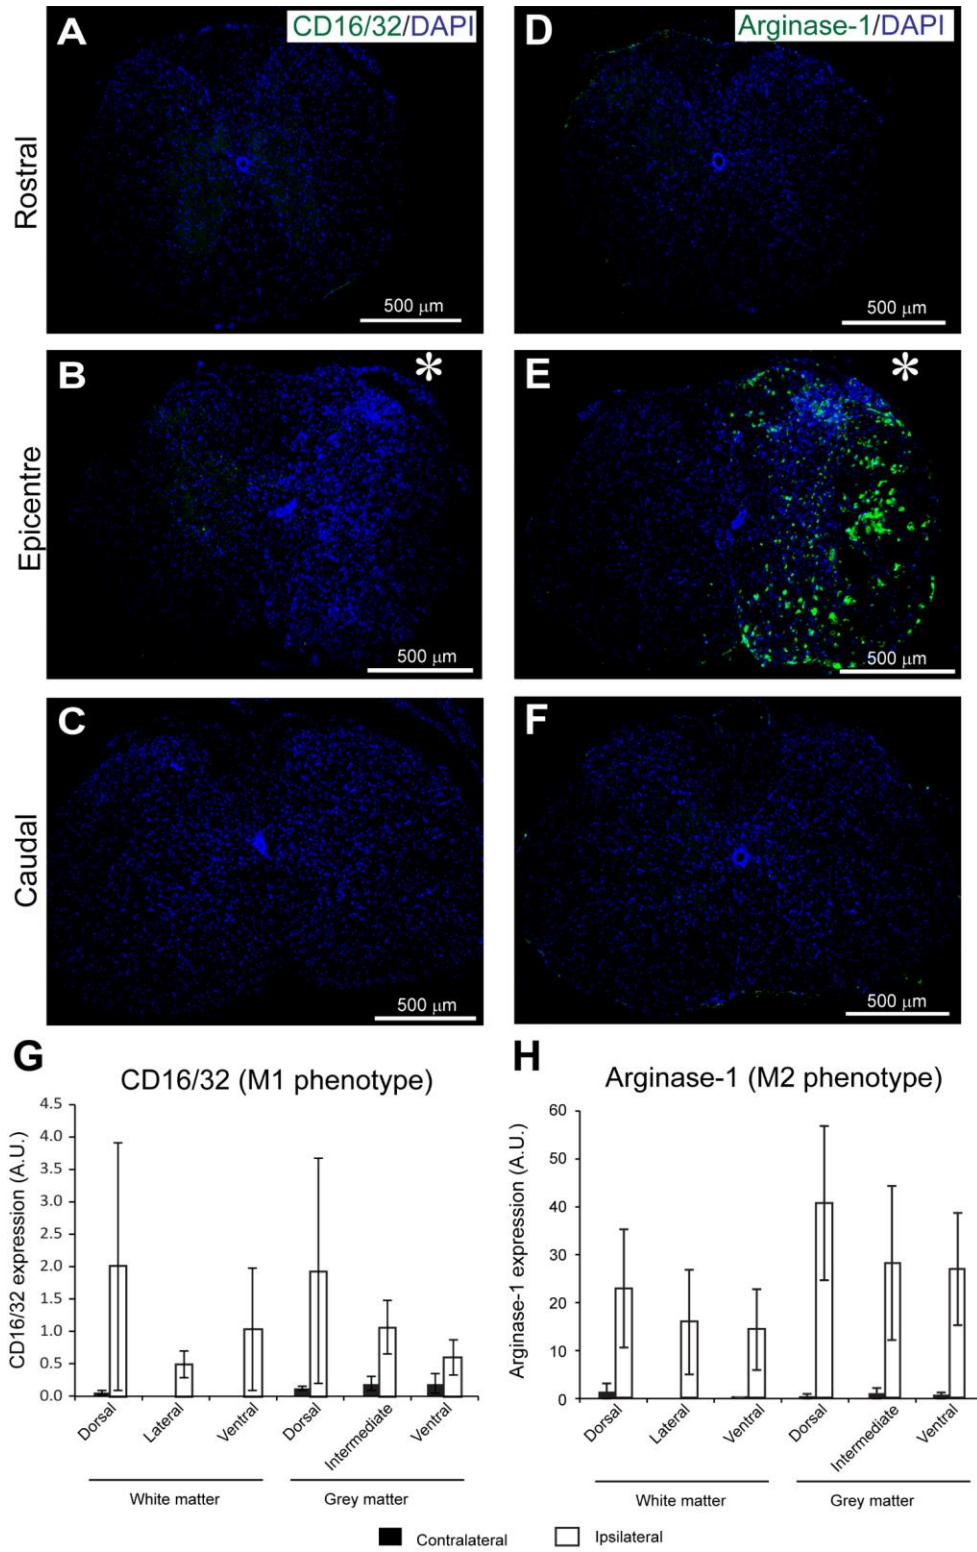 A
CD16/32/DAPI
D
Arginase-1/DAPI
Rostral
500 μm
500 μm
B
*
E
*
Epicentre
500 μm
500 μm
C
F
Caudal
500 μm
500 μm
G
CD16/32 (M1 phenotype)
CD16/32 expression (A.U.)
4.5
4.0
3.5
3.0
2.5
2.0
1.5
1.0
0.5
0.0
Dorsal
Lateral
Ventral
Dorsal
Intermediate
Ventral
White matter
Grey matter
H
Arginase-1 (M2 phenotype)
Arginase-1 expression (A.U.)
60
50
40
30
20
10
0
Dorsal
Lateral
Ventral
Dorsal
Intermediate
Ventral
White matter
Grey matter
Contralateral
Ipsilateral